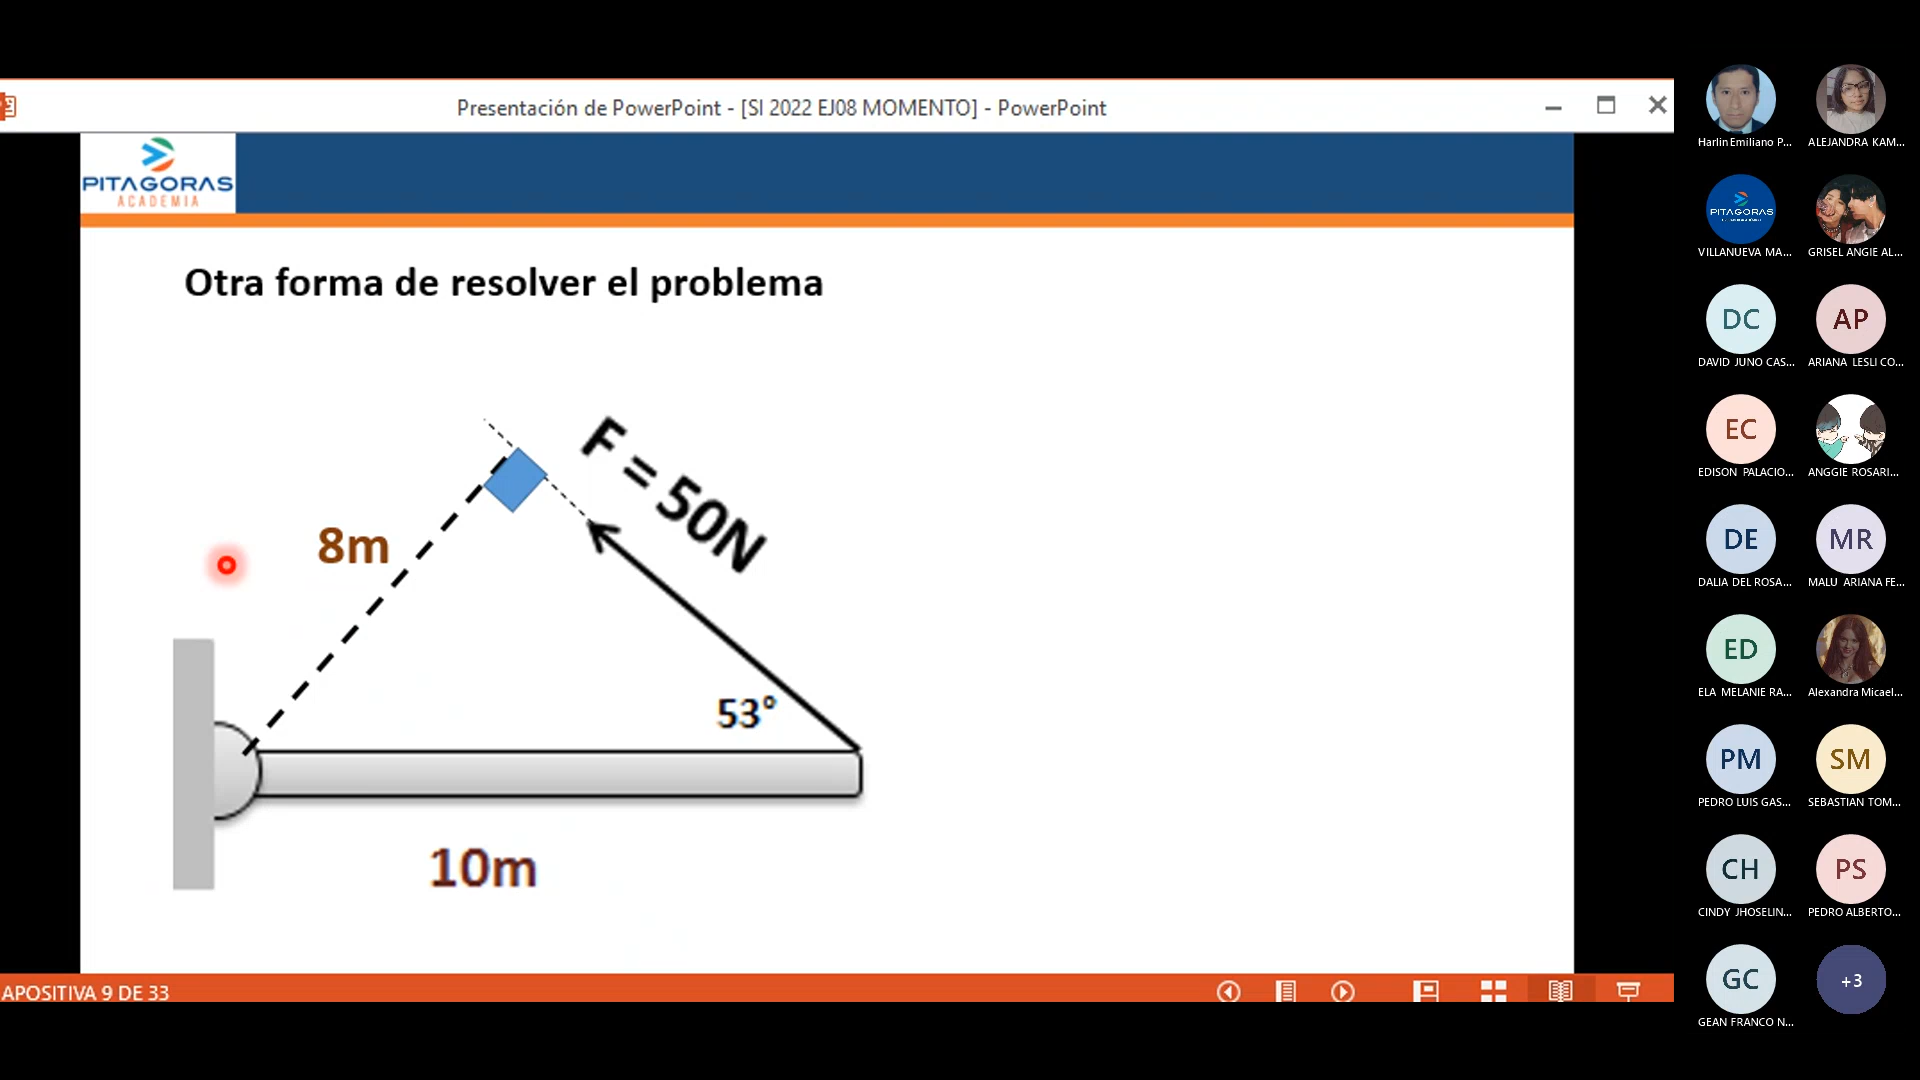 Presentación de PowerPoint - [SI 2022 EJ08 MOMENTO] - PowerPoint
PITAGORAS
ACADEMIA
Otra forma de resolver el problema
F = 50N
8m
53°
10m
APOSITIVA 9 DE 33
Harlin Emiliano P...
ALEJANDRA KAM...
PITAGORAS
VILLANUEVA MA...
GRISEL ANGIE AL...
DC
AP
DAVID JUNO CAS...
ARIANA LESLI CO...
EC
EDISON PALACIO...
ANGGIE ROSARI...
DE
MR
DALIA DEL ROSA...
MALU ARIANA FE...
ED
ELA MELANIE RA...
Alexandra Micael...
PM
SM
PEDRO LUIS GAS...
SEBASTIAN TOM...
CH
PS
CINDY JHOSELIN...
PEDRO ALBERTO...
GC
+3
GEAN FRANCO N...